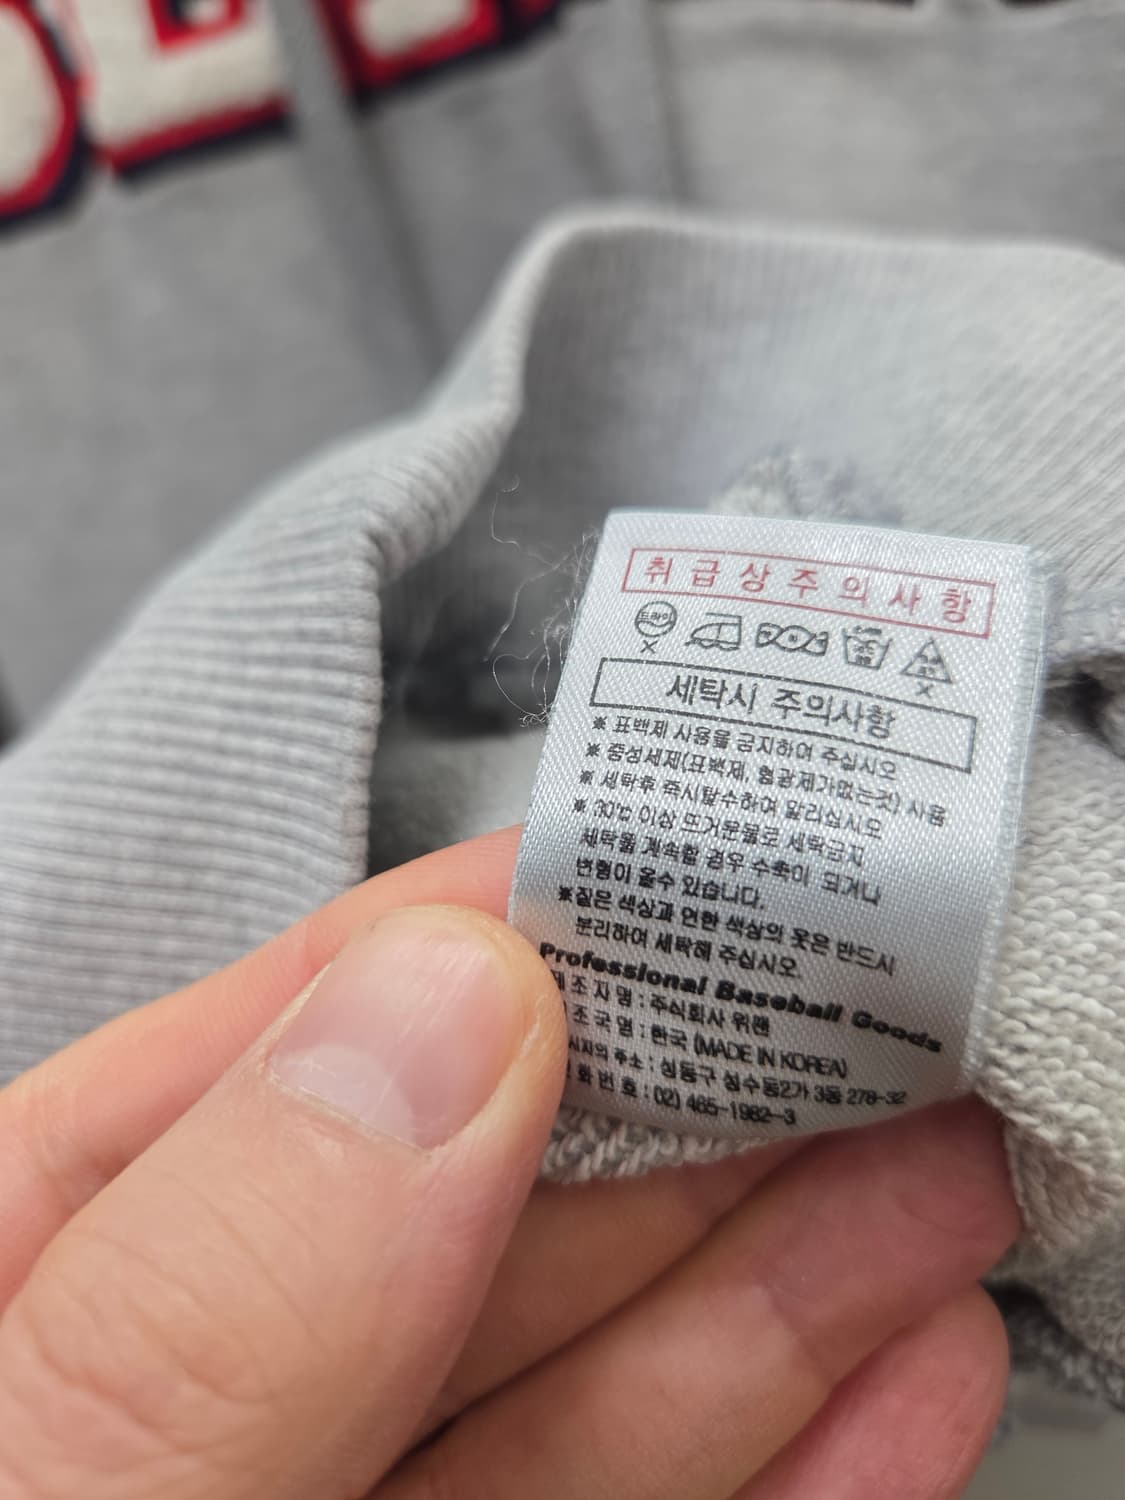 취급상주의사항
드라이
세탁시 주의사항
※ 표백제 사용을 금지하여 주십시오
※ 중성세제(표백제, 형광제가없는것) 사용
※ 세탁후 즉시탈수하여 말리십시오
※ 30℃ 이상 뜨거운물로 세탁금지
세탁물 계속할 경우 수축이 되거나
변형이 올수 있습니다.
※짙은 색상과 연한 색상의 옷은 반드시
분리하여 세탁해 주십시오.
Professional Baseball Goods
제조자명 : 주식회사 위팬
조국명 : 한국 (MADE IN KOREA)
시자의 주소 : 성동구 성수동2가 3동 278-32
화번호 : (02) 465-1982~3